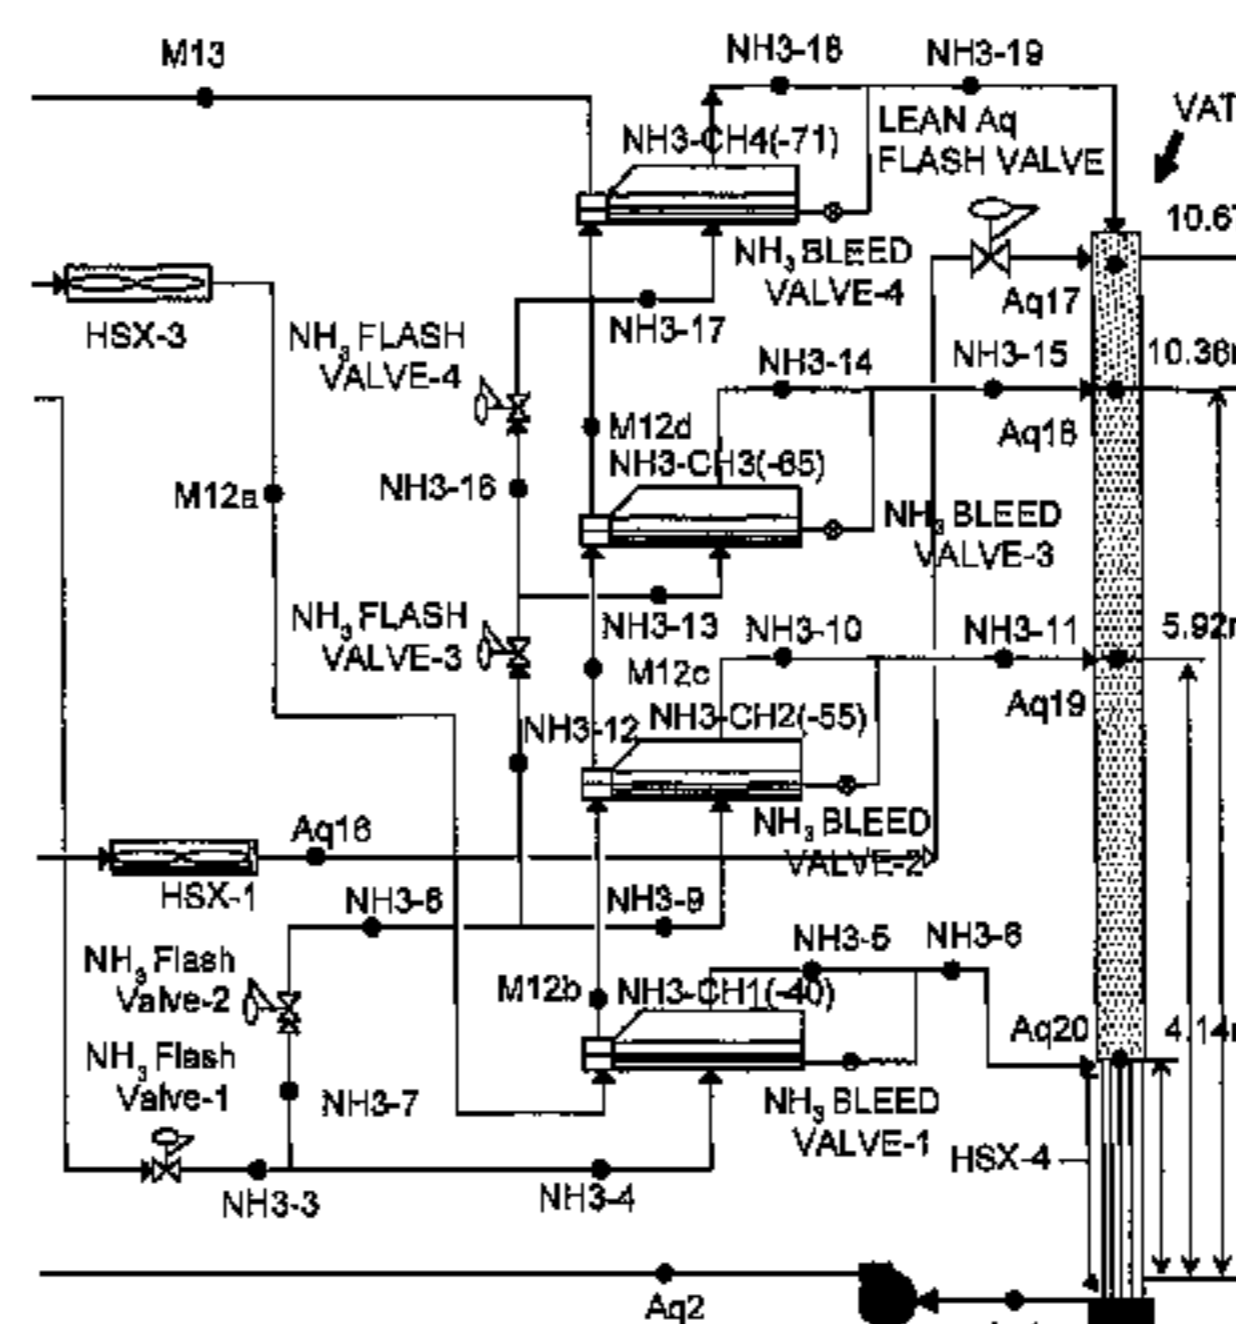 M13
NH3-18
NH3-19
VAT
LEAN Aq
FLASH VALVE
NH3-CH4(-71)
10.67
NH₃ BLEED
VALVE-4
Aq17
HSX-3
NH₃ FLASH
VALVE-4
NH3-17
NH3-14
NH3-15
10.36m
M12d
Aq18
NH3-CH3(-65)
M12a
NH3-16
NH₃ BLEED
VALVE-3
NH₃ FLASH
VALVE-3
NH3-13
NH3-10
NH3-11
5.92m
M12c
NH3-12
NH3-CH2(-55)
Aq19
Aq16
NH₃ BLEED
VALVE-2
HSX-1
NH3-8
NH3-9
NH3-5
NH3-6
NH₃ Flash
Valve-2
M12b
NH3-CH1(-40)
Aq20
4.14m
NH₃ Flash
Valve-1
NH3-7
NH₃ BLEED
VALVE-1
HSX-4
NH3-3
NH3-4
Aq2